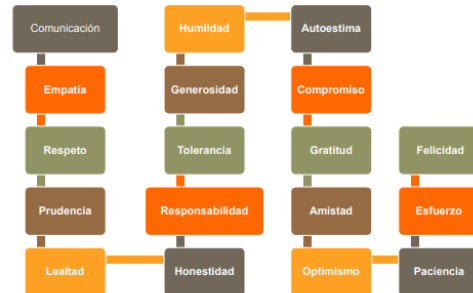 Comunicación
Humildad
Autoestima
Empatía
Generosidad
Compromiso
Respeto
Tolerancia
Gratitud
Felicidad
Prudencia
Responsabilidad
Amistad
Esfuerzo
Lealtad
Honestidad
Optimismo
Paciencia